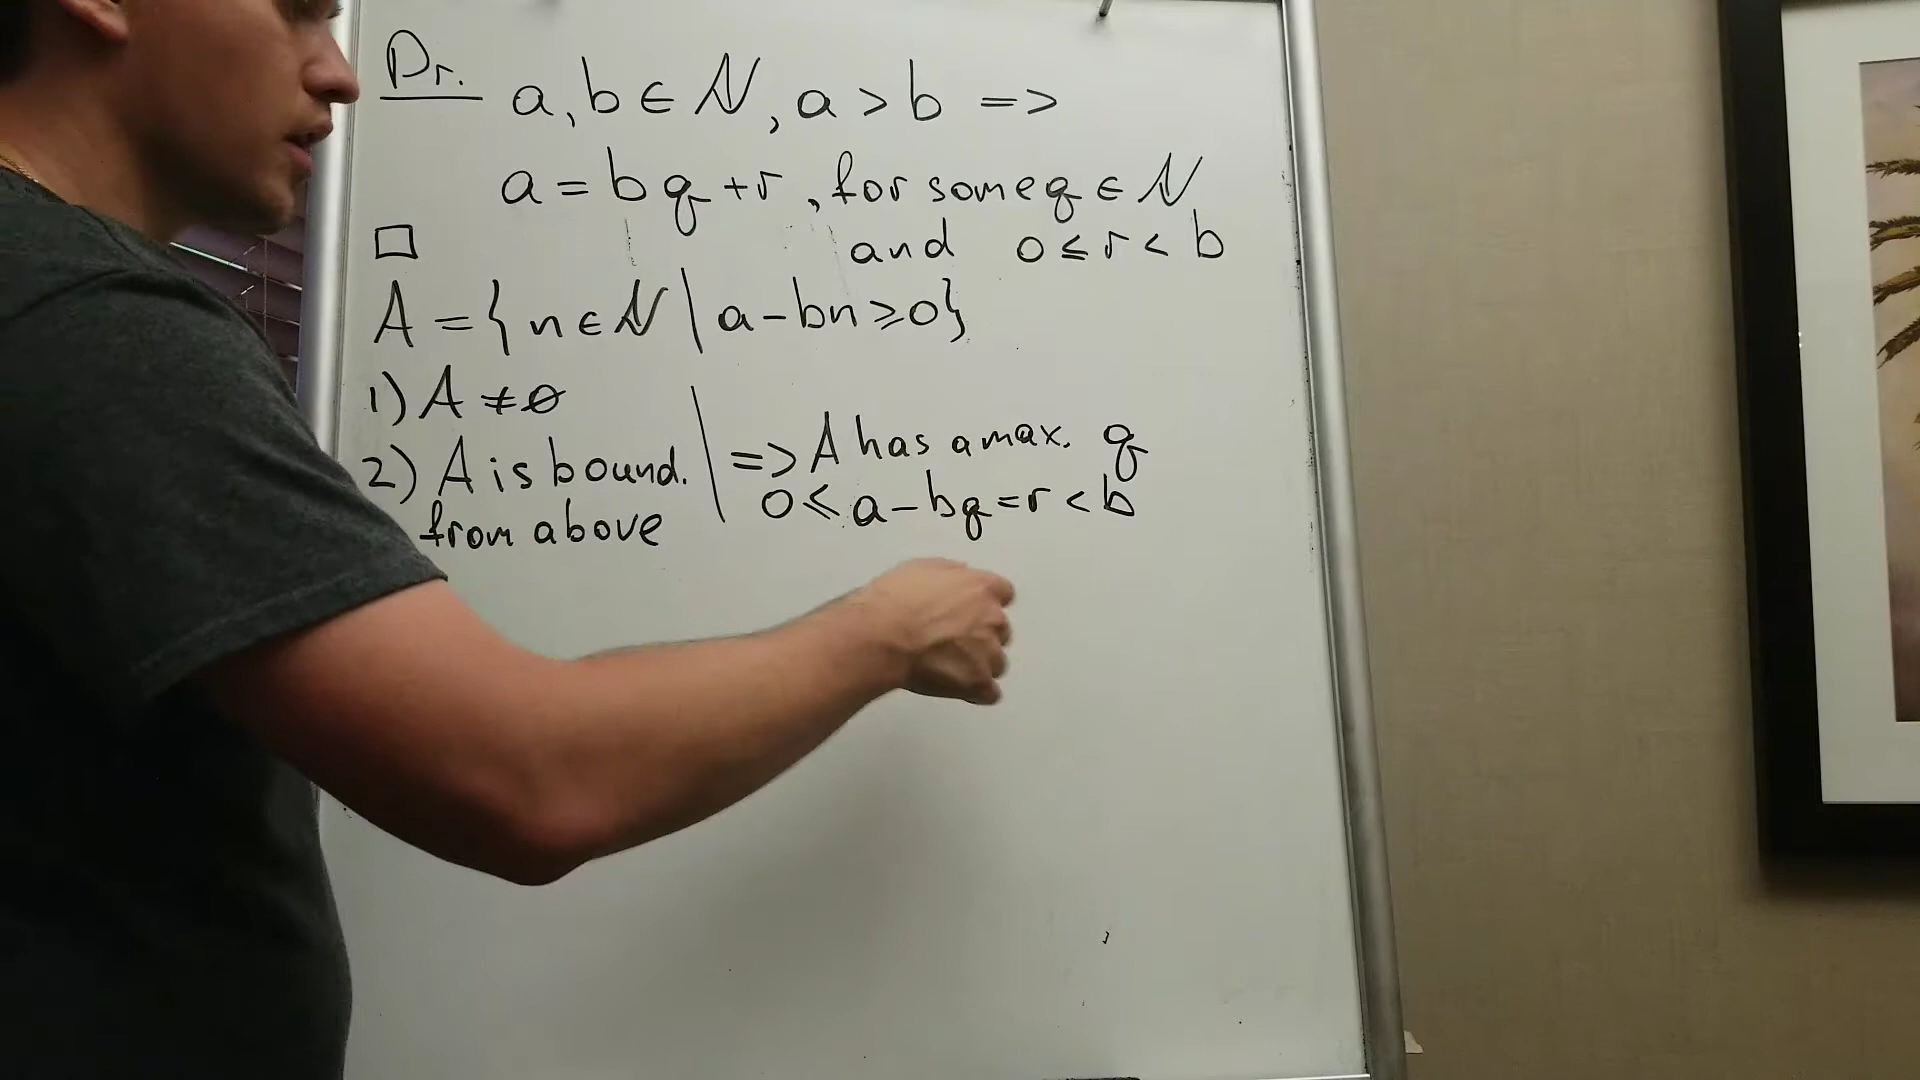 Pr. a, b ∈ ℕ, a > b =>
a = bq + r, for some q ∈ ℕ
□ and 0 ≤ r < b
A = {n ∈ ℕ | a - bn ⩾ 0}
1) A ≠ ∅
2) A is bound. | => A has a max. q
from above | 0 ⩽ a - bq = r < b